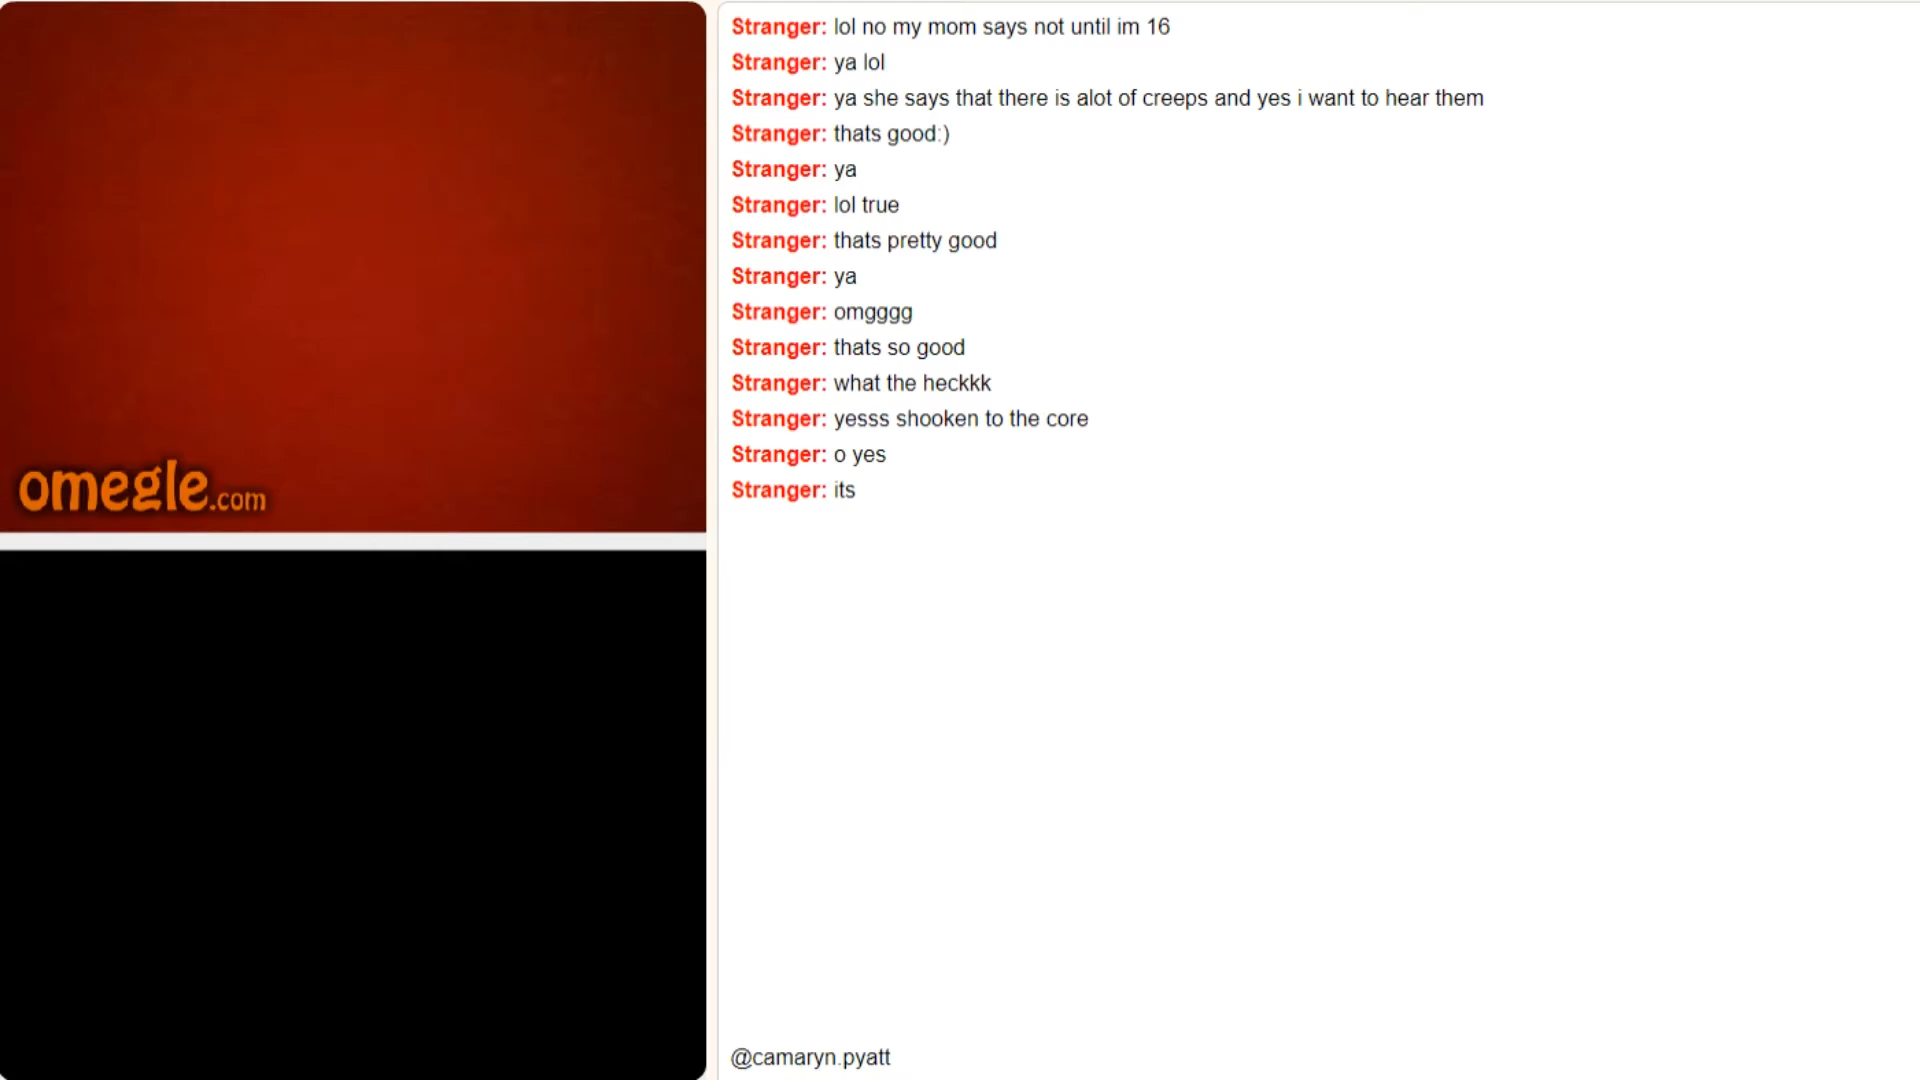 Stranger: lol no my mom says not until im 16
Stranger: ya lol
Stranger: ya she says that there is alot of creeps and yes i want to hear them
Stranger: thats good:)
Stranger: ya
Stranger: lol true
Stranger: thats pretty good
Stranger: ya
Stranger: omgggg
Stranger: thats so good
Stranger: what the heckkk
Stranger: yesss shooken to the core
Stranger: o yes
Stranger: its
omegle.com
@camaryn.pyatt